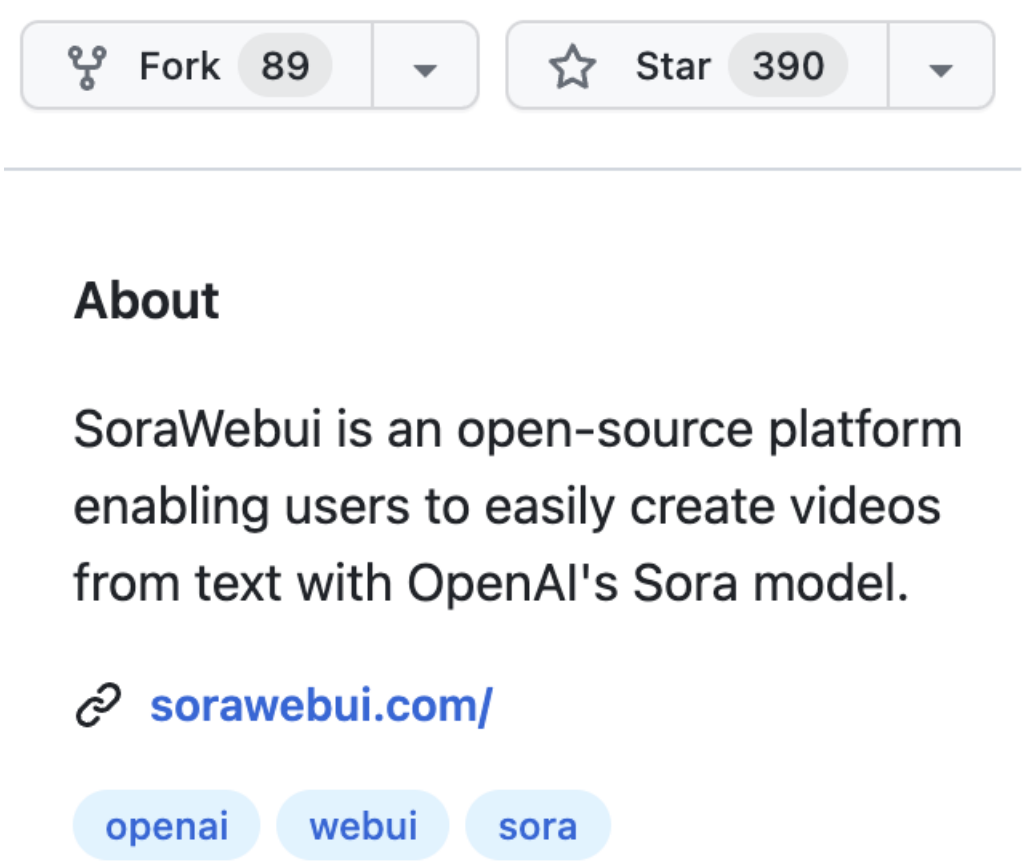 Fork 89 Star 390
About
SoraWebui is an open-source platform
enabling users to easily create videos
from text with OpenAI's Sora model.
sorawebui.com/
openai webui sora